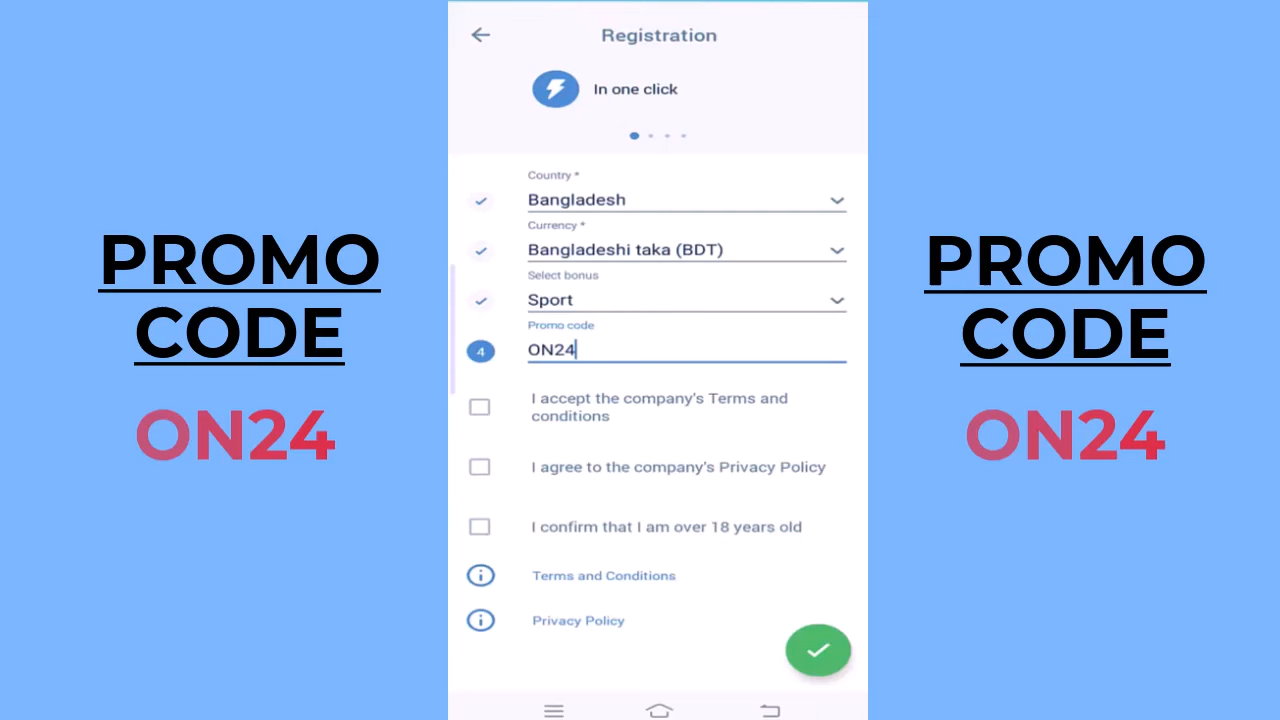 PROMO
CODE
ON24
Registration
In one click
Country *
Bangladesh
Currency *
Bangladeshi taka (BDT)
Select bonus
Sport
Promo code
4
ON24
I accept the company's Terms and
conditions
I agree to the company's Privacy Policy
I confirm that I am over 18 years old
Terms and Conditions
Privacy Policy
PROMO
CODE
ON24